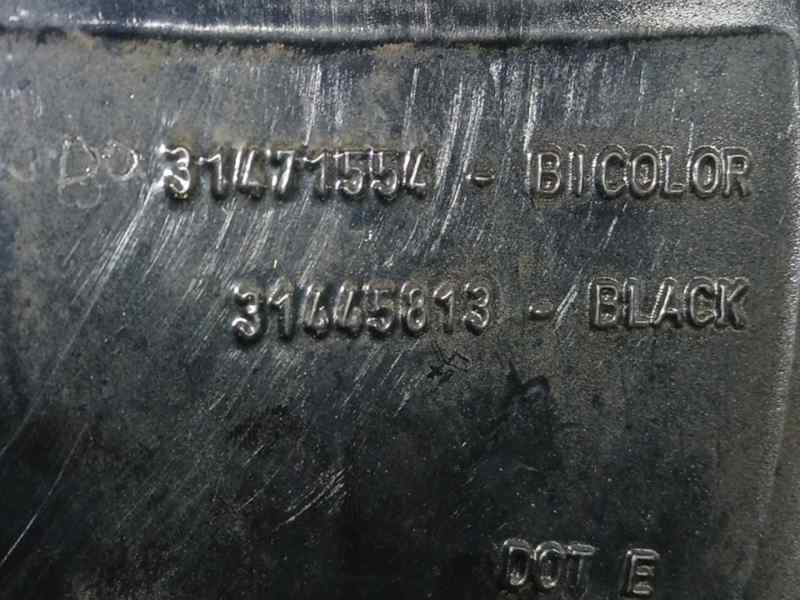 31471554 - BICOLOR
31445813 - BLACK
DOT E